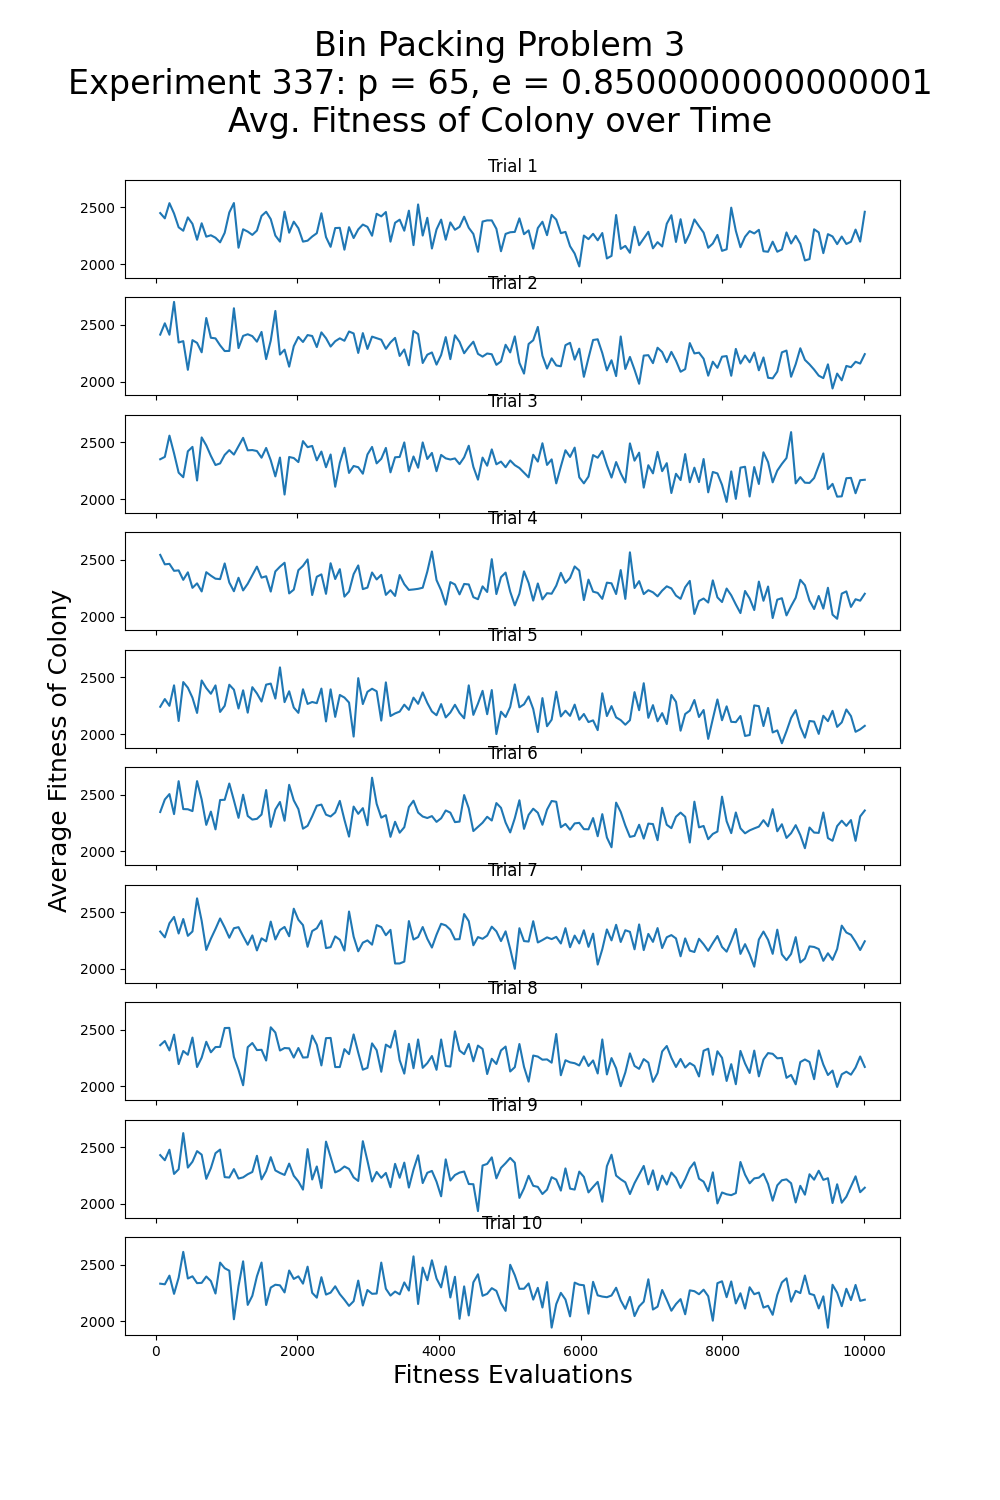 Bin Packing Problem 3
Experiment 337: p = 65, e = 0.8500000000000001
Avg. Fitness of Colony over Time
Trial 1
2500
2000
Trial 2
2500
2000
Trial 3
2500
2000
Trial 4
2500
2000
Trial 5
2500
2000
Trial 6
2500
2000
Trial 7
2500
2000
Trial 8
2500
2000
Trial 9
2500
2000
Trial 10
2500
2000
0 2000 4000 6000 8000 10000
Fitness Evaluations
Average Fitness of Colony